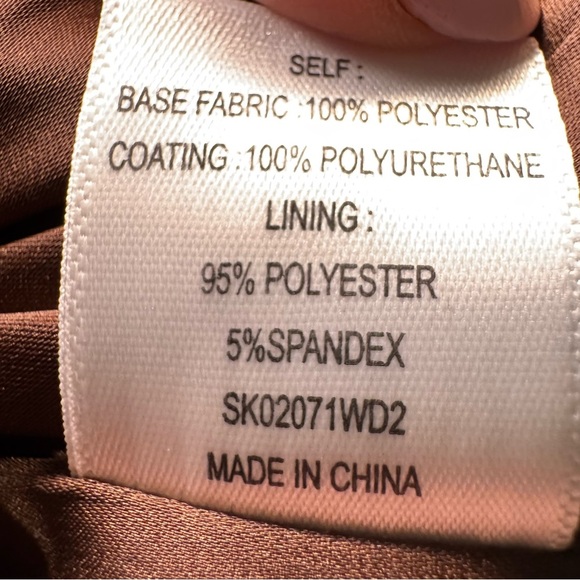 SELF :
BASE FABRIC :100% POLYESTER
COATING :100% POLYURETHANE
LINING :
95% POLYESTER
5%SPANDEX
SK02071WD2
MADE IN CHINA